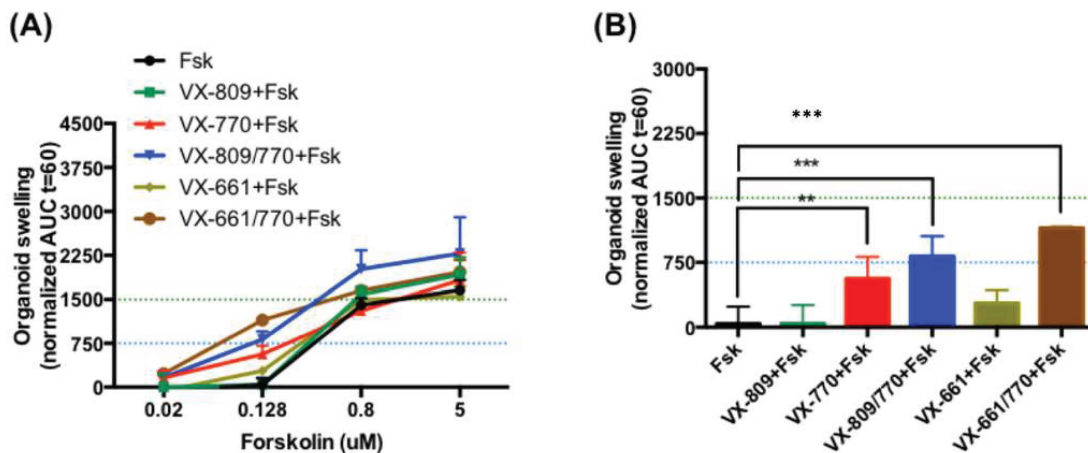 (A)
Fsk
VX-809+Fsk
VX-770+Fsk
VX-809/770+Fsk
VX-661+Fsk
VX-661/770+Fsk
Organoid swelling
(normalized AUC t=60)
4500
3750
3000
2250
1500
750
0
0.02 0.128 0.8 5
Forskolin (uM)
(B)
Organoid swelling
(normalized AUC t=60)
3000
2250
1500
750
0
***
***
**
Fsk
VX-809+Fsk
VX-770+Fsk
VX-809/770+Fsk
VX-661+Fsk
VX-661/770+Fsk